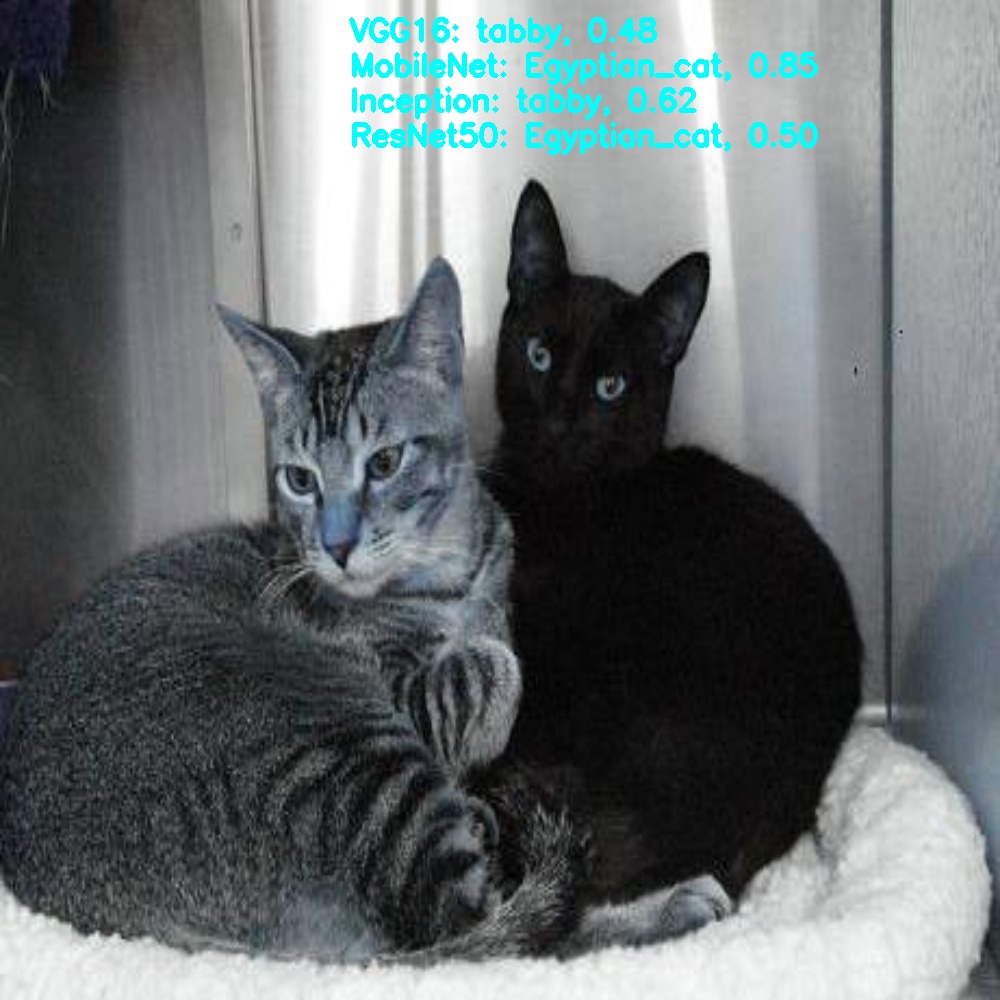 VGG16: tabby, 0.48
MobileNet: Egyptian_cat, 0.85
Inception: tabby, 0.62
ResNet50: Egyptian_cat, 0.50